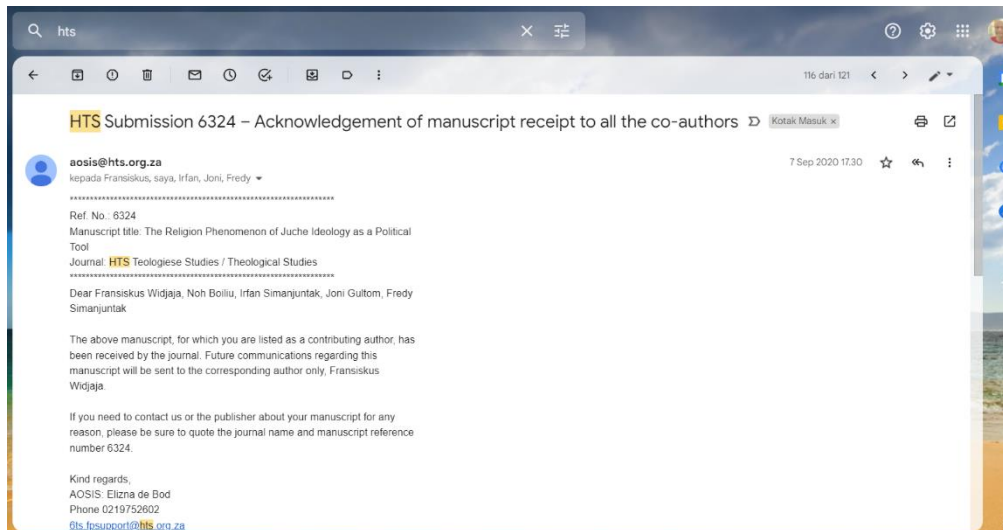 hts
116 dari 121
HTS Submission 6324 – Acknowledgement of manuscript receipt to all the co-authors
Kotak Masuk ×
aosis@hts.org.za
7 Sep 2020 17.30
kepada Fransiskus, saya, Irfan, Joni, Fredy
******************************************************************
Ref. No.: 6324
Manuscript title: The Religion Phenomenon of Juche Ideology as a Political
Tool
Journal: HTS Teologiese Studies / Theological Studies
******************************************************************
Dear Fransiskus Widjaja, Noh Boiliu, Irfan Simanjuntak, Joni Gultom, Fredy
Simanjuntak
The above manuscript, for which you are listed as a contributing author, has
been received by the journal. Future communications regarding this
manuscript will be sent to the corresponding author only, Fransiskus
Widjaja.
If you need to contact us or the publisher about your manuscript for any
reason, please be sure to quote the journal name and manuscript reference
number 6324.
Kind regards,
AOSIS: Elizna de Bod
Phone 0219752602
6ts.fpsupport@hts.org.za